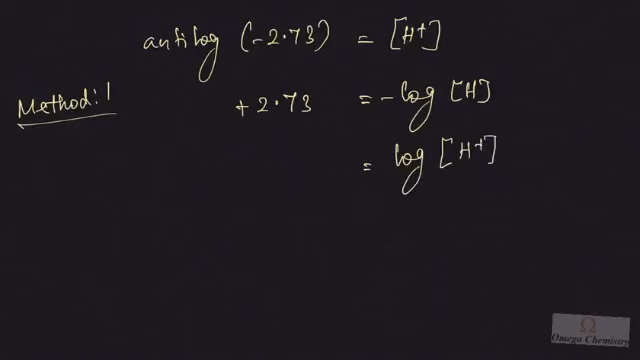 antilog (-2.73) = [H+]
Method:1 +2.73 = -log [H]
= log [H+]
Ω
Omega Chemistry